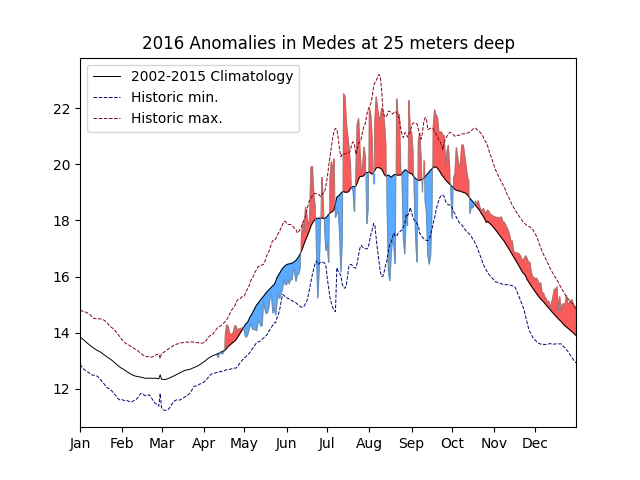 2016 Anomalies in Medes at 25 meters deep
2002-2015 Climatology
Historic min.
Historic max.
22
20
18
16
14
12
Jan Feb Mar Apr May Jun Jul Aug Sep Oct Nov Dec